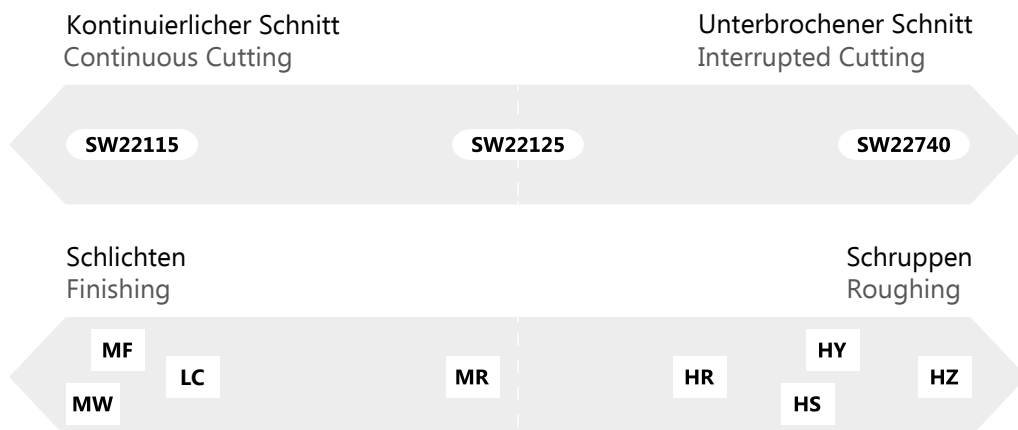 Kontinuierlicher Schnitt
Continuous Cutting
Unterbrochener Schnitt
Interrupted Cutting
SW22115
SW22125
SW22740
Schlichten
Finishing
Schruppen
Roughing
MF
MW
LC
MR
HR
HY
HS
HZ